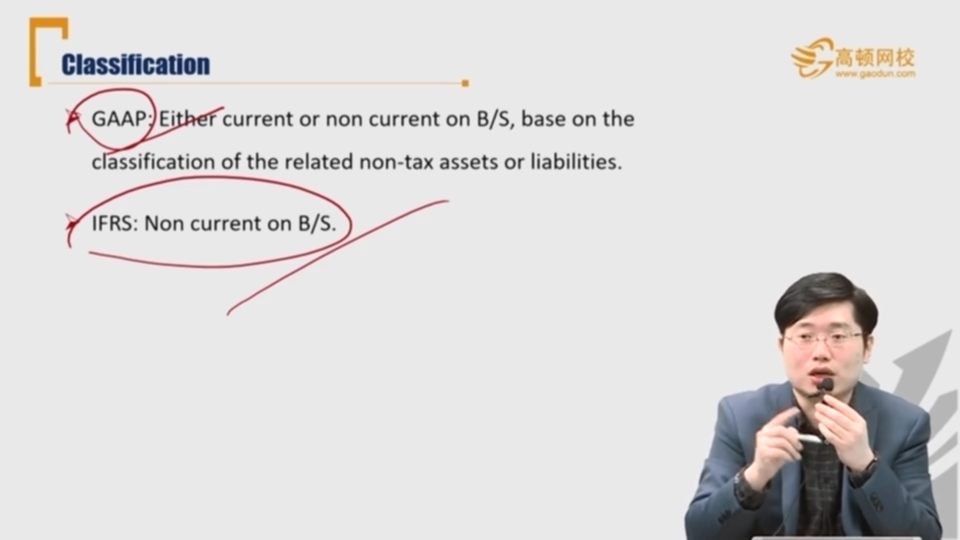 Classification
高顿网校
www.gaodun.com
GAAP: Either current or non current on B/S, base on the
classification of the related non-tax assets or liabilities.
IFRS: Non current on B/S.